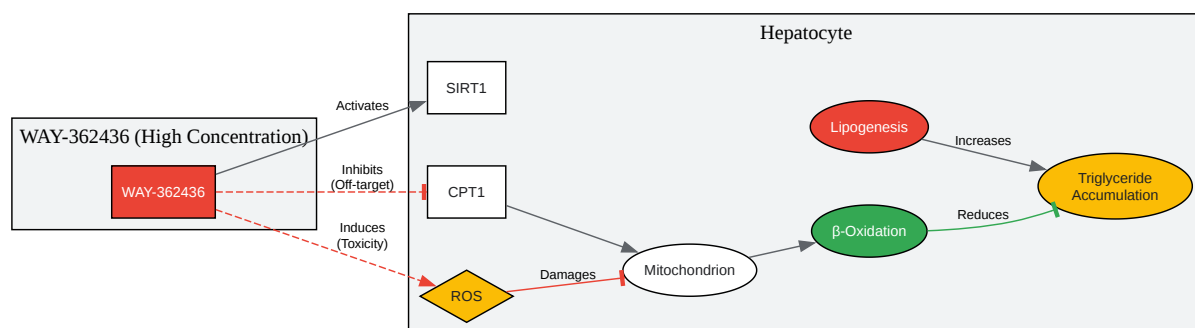 Hepatocyte
WAY-362436 (High Concentration)
WAY-362436
Activates
SIRT1
Inhibits
(Off-target)
CPT1
Induces
(Toxicity)
ROS
Damages
Mitochondrion
Lipogenesis
Increases
β-Oxidation
Reduces
Triglyceride
Accumulation